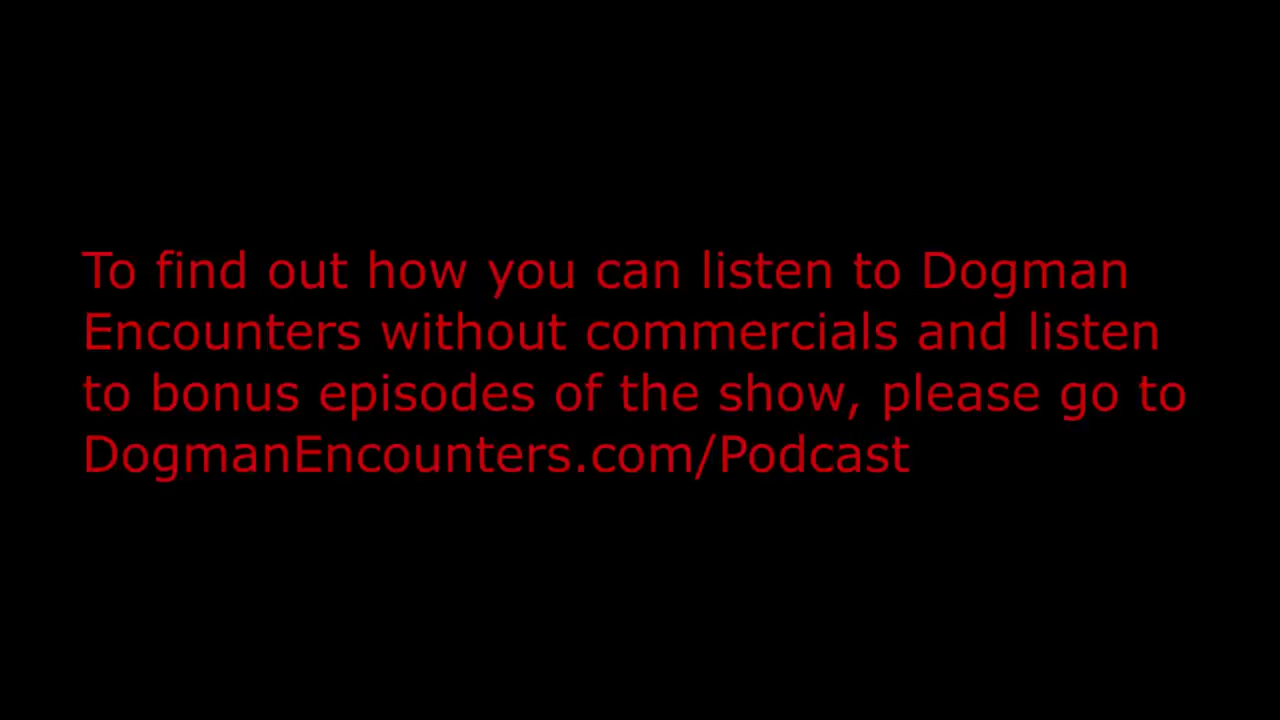 To find out how you can listen to Dogman
Encounters without commercials and listen
to bonus episodes of the show, please go to
DogmanEncounters.com/Podcast